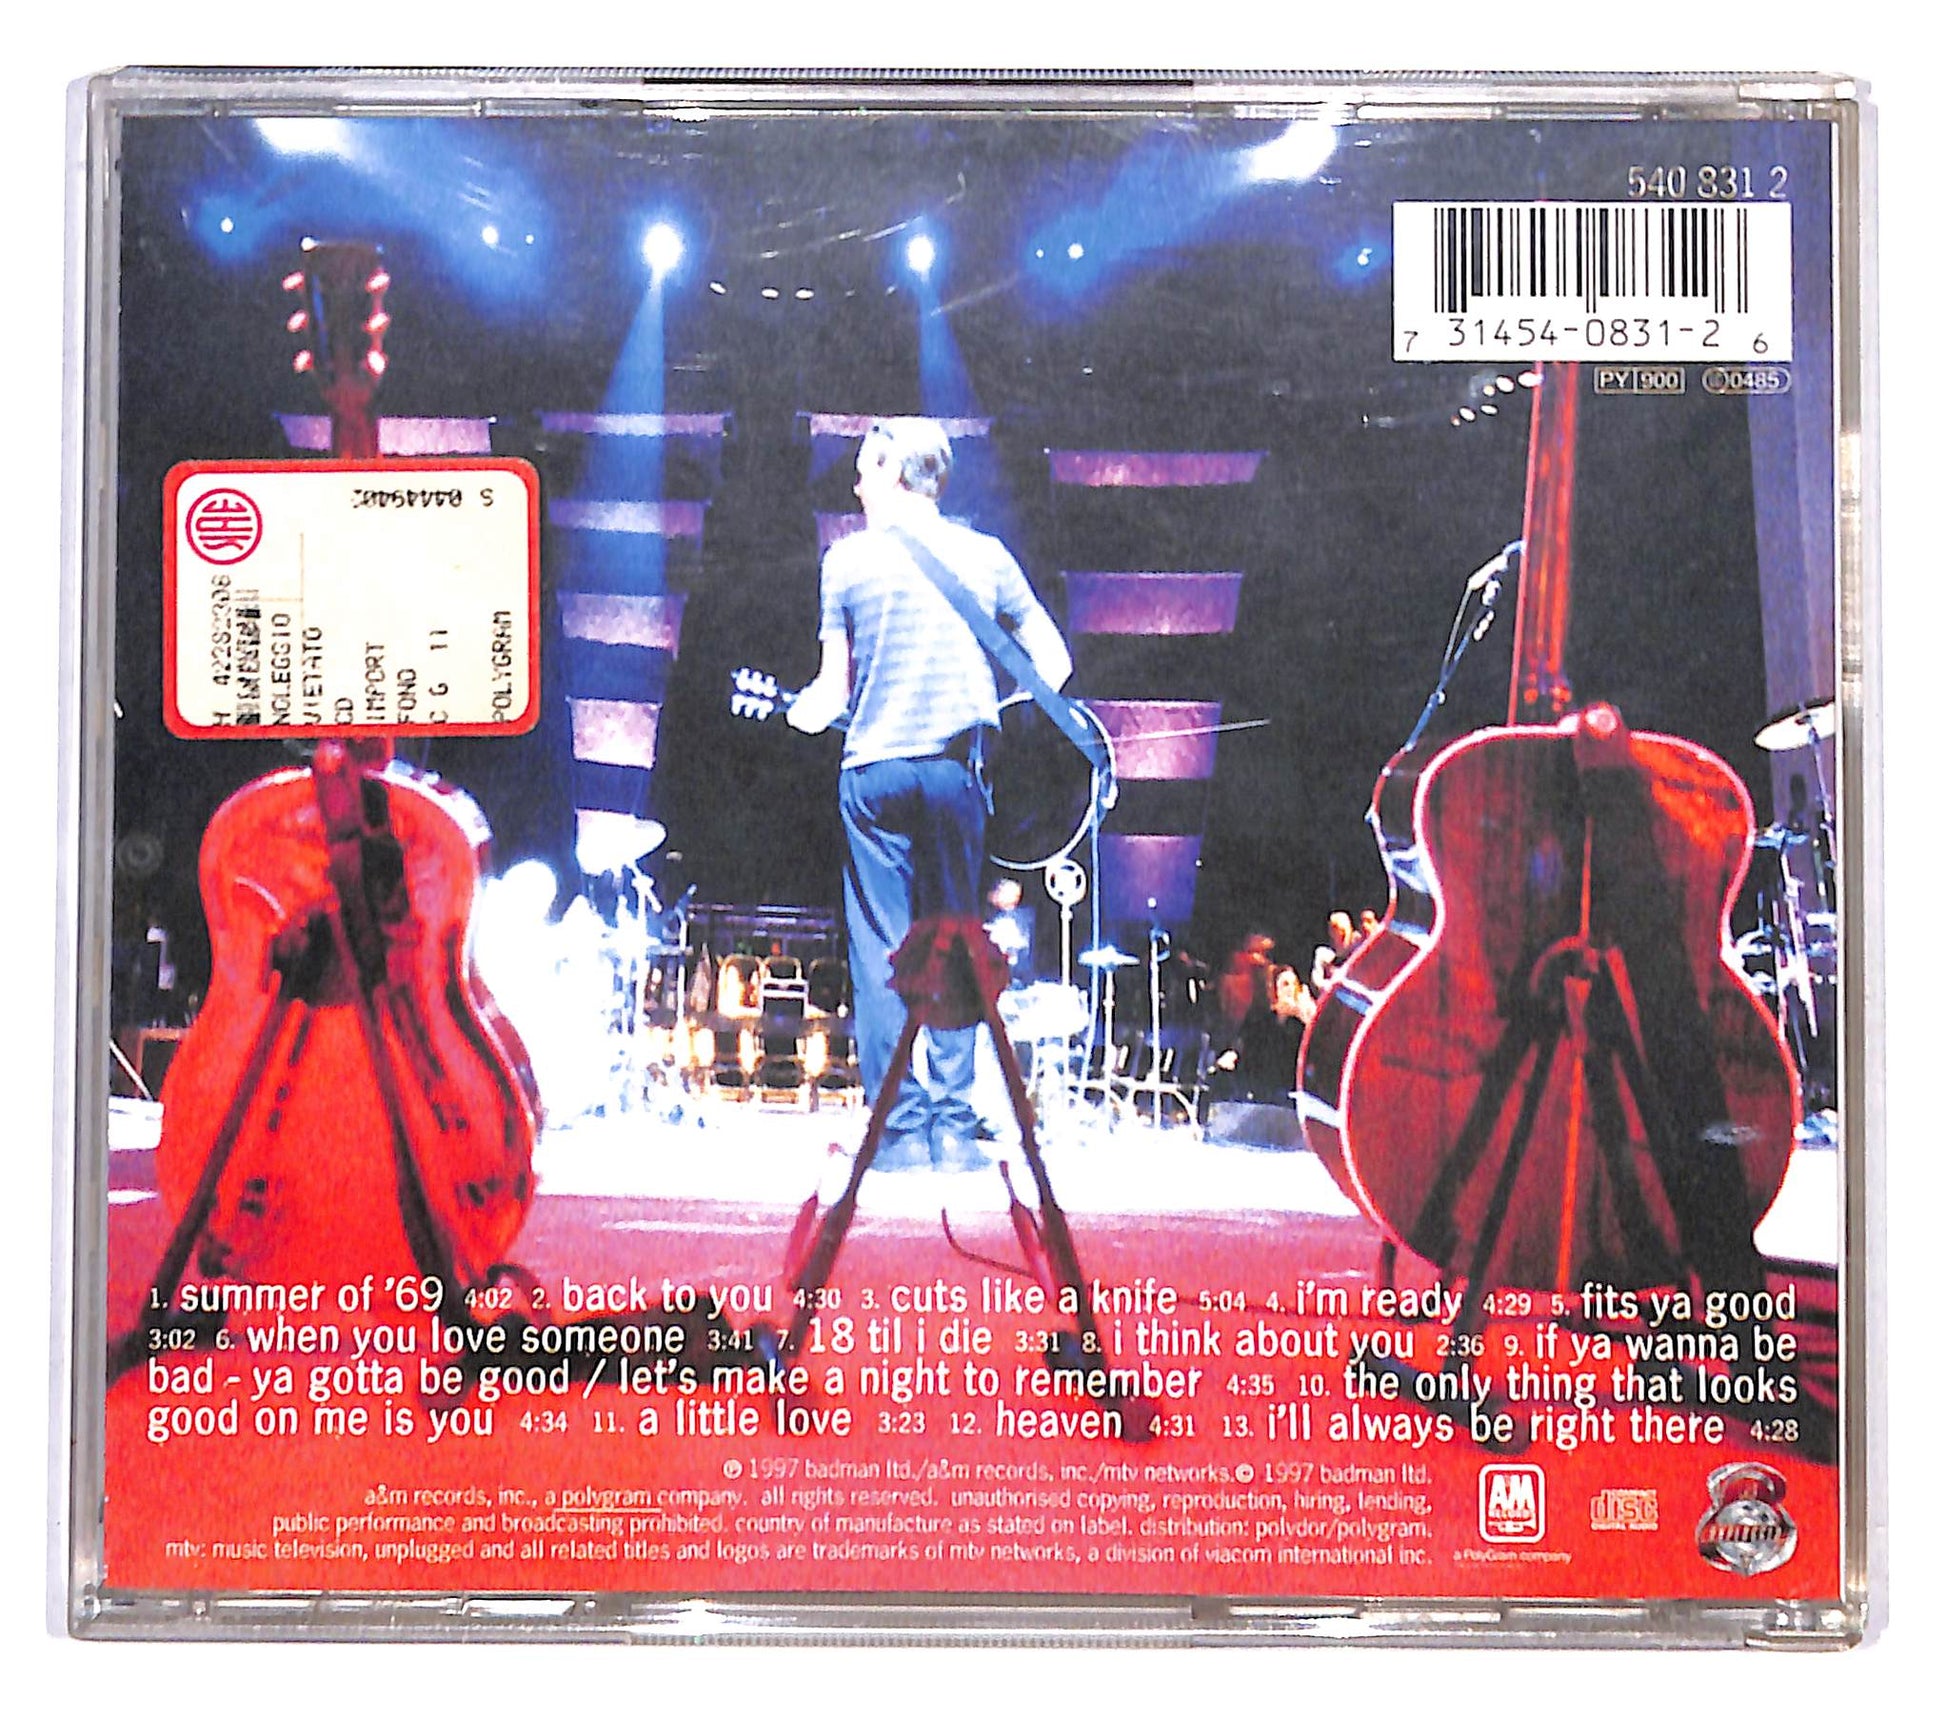 540 831 2
7 31454-0831-2 6
PY 900 0485
SIAE
H 42282306
NOLEGGIO
VIETATO
CD
IMPORT
FONO
C G 11
POLYGRAM
1. summer of '69 4:02 2. back to you 4:30 3. cuts like a knife 5:04 4. i'm ready 4:29 5. fits ya good
3:02 6. when you love someone 3:41 7. 18 til i die 3:31 8. i think about you 2:36 9. if ya wanna be
bad - ya gotta be good / let's make a night to remember 4:35 10. the only thing that looks
good on me is you 4:34 11. a little love 3:23 12. heaven 4:31 13. i'll always be right there 4:28
℗ 1997 badman ltd./a&m records, inc./mtv networks.© 1997 badman ltd.
a&m records, inc., a polygram company. all rights reserved. unauthorised copying, reproduction, hiring, lending,
public performance and broadcasting prohibited. country of manufacture as stated on label. distribution: polydor/polygram.
mtv: music television, unplugged and all related titles and logos are trademarks of mtv networks, a division of viacom international inc.
A&M
RECORDS
a PolyGram company
COMPACT
disc
DIGITAL AUDIO